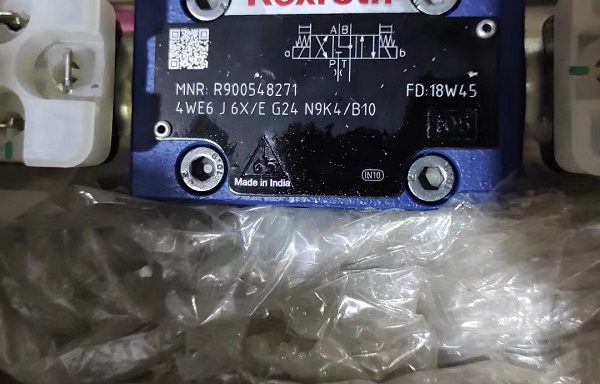 Rexroth
A B
a b
P T
MNR: R900548271 FD:18W45
4WE6 J 6X/E G24 N9K4/B10
Made in India
IN10